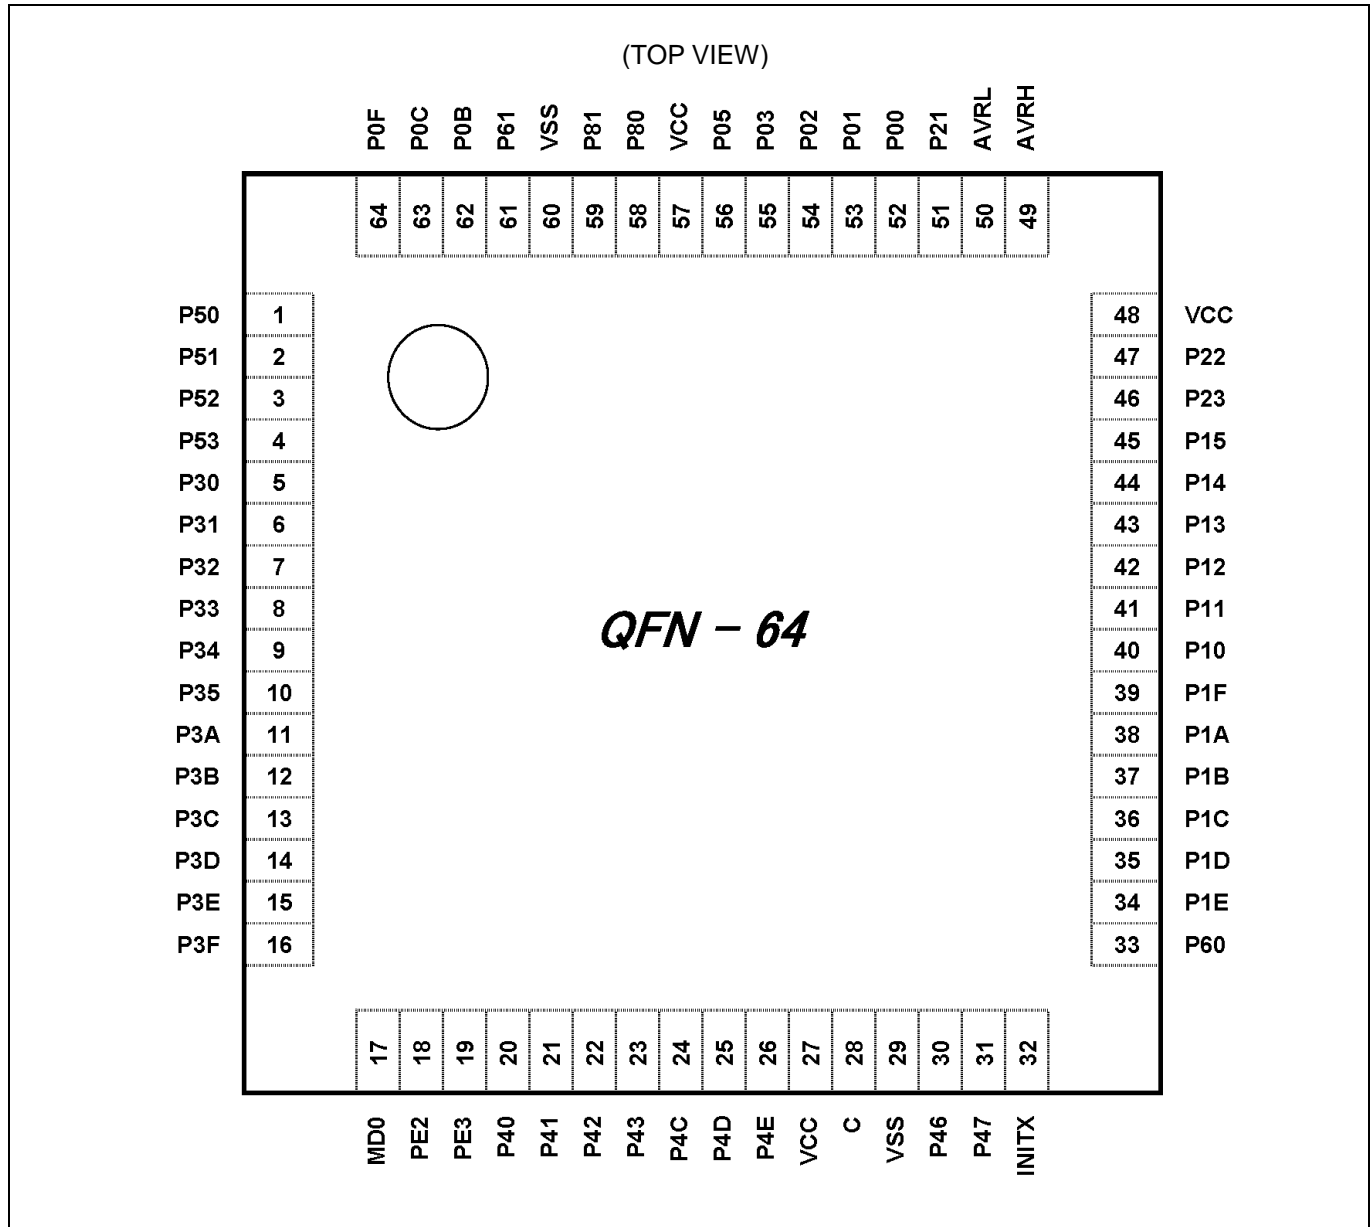 (TOP VIEW)
P0F P0C P0B P61 VSS P81 P80 VCC P05 P03 P02 P01 P00 P21 AVRL AVRH
64 63 62 61 60 59 58 57 56 55 54 53 52 51 50 49
P50 1 48 VCC
P51 2 47 P22
P52 3 46 P23
P53 4 45 P15
P30 5 44 P14
P31 6 43 P13
P32 7 42 P12
P33 8 41 P11
QFN - 64
P34 9 40 P10
P35 10 39 P1F
P3A 11 38 P1A
P3B 12 37 P1B
P3C 13 36 P1C
P3D 14 35 P1D
P3E 15 34 P1E
P3F 16 33 P60
17 18 19 20 21 22 23 24 25 26 27 28 29 30 31 32
MD0 PE2 PE3 P40 P41 P42 P43 P4C P4D P4E VCC C VSS P46 P47 INITX